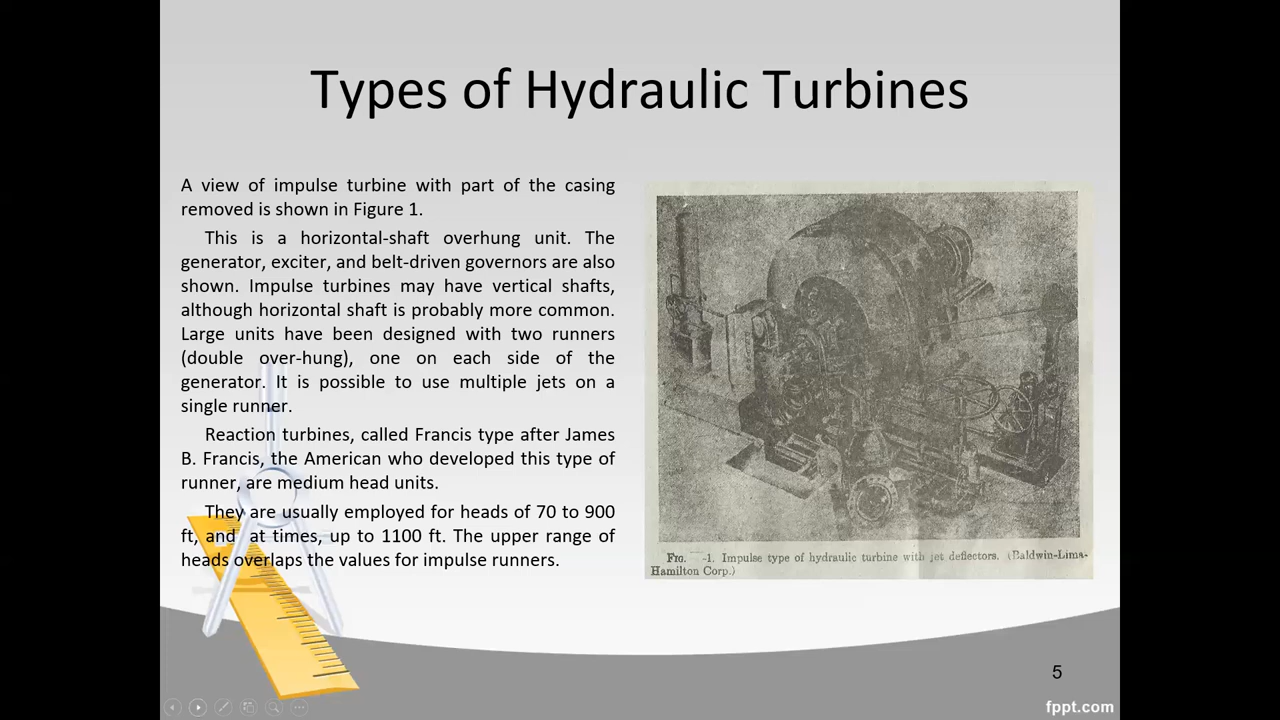 Types of Hydraulic Turbines
A view of impulse turbine with part of the casing
removed is shown in Figure 1.
This is a horizontal-shaft overhung unit. The
generator, exciter, and belt-driven governors are also
shown. Impulse turbines may have vertical shafts,
although horizontal shaft is probably more common.
Large units have been designed with two runners
(double over-hung), one on each side of the
generator. It is possible to use multiple jets on a
single runner.
Reaction turbines, called Francis type after James
B. Francis, the American who developed this type of
runner, are medium head units.
They are usually employed for heads of 70 to 900
ft, and at times, up to 1100 ft. The upper range of
heads overlaps the values for impulse runners.
FIG. -1. Impulse type of hydraulic turbine with jet deflectors. (Baldwin-Lima-
Hamilton Corp.)
5
fppt.com